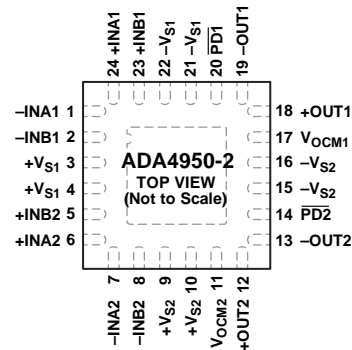 24 +INA1
23 +INB1
22 –VS1
21 –VS1
20 PD1
19 –OUT1
–INA1 1
–INB1 2
+VS1 3
+VS1 4
+INB2 5
+INA2 6
18 +OUT1
17 VOCM1
16 –VS2
15 –VS2
14 PD2
13 –OUT2
ADA4950-2
TOP VIEW
(Not to Scale)
–INA2 7
–INB2 8
+VS2 9
+VS2 10
VOCM2 11
+OUT2 12